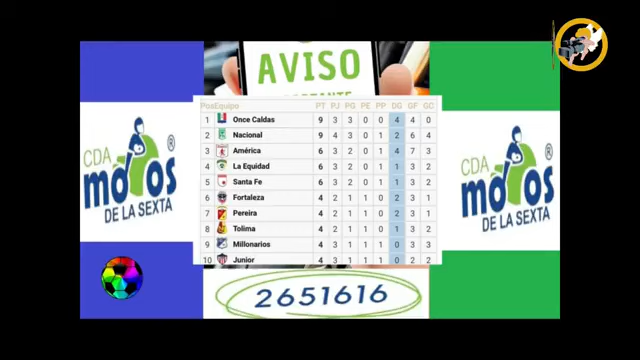 AVISO
PosEquipo PT PJ PG PE PP DG GF GC
1 Once Caldas 9 3 3 0 0 4 4 0
2 Nacional 9 4 3 0 1 2 6 4
3 América 6 3 2 0 1 4 7 3
4 La Equidad 6 3 2 0 1 1 3 2
5 Santa Fe 6 3 2 0 1 1 3 2
6 Fortaleza 4 2 1 1 0 2 3 1
7 Pereira 4 2 1 1 0 2 3 1
8 Tolima 4 3 1 1 1 1 3 2
9 Millonarios 4 3 1 1 1 0 3 3
10 Junior 4 3 1 1 1 0 2 2
CDA
motos
DE LA SEXTA
®
CDA
motos
DE LA SEXTA
®
2651616